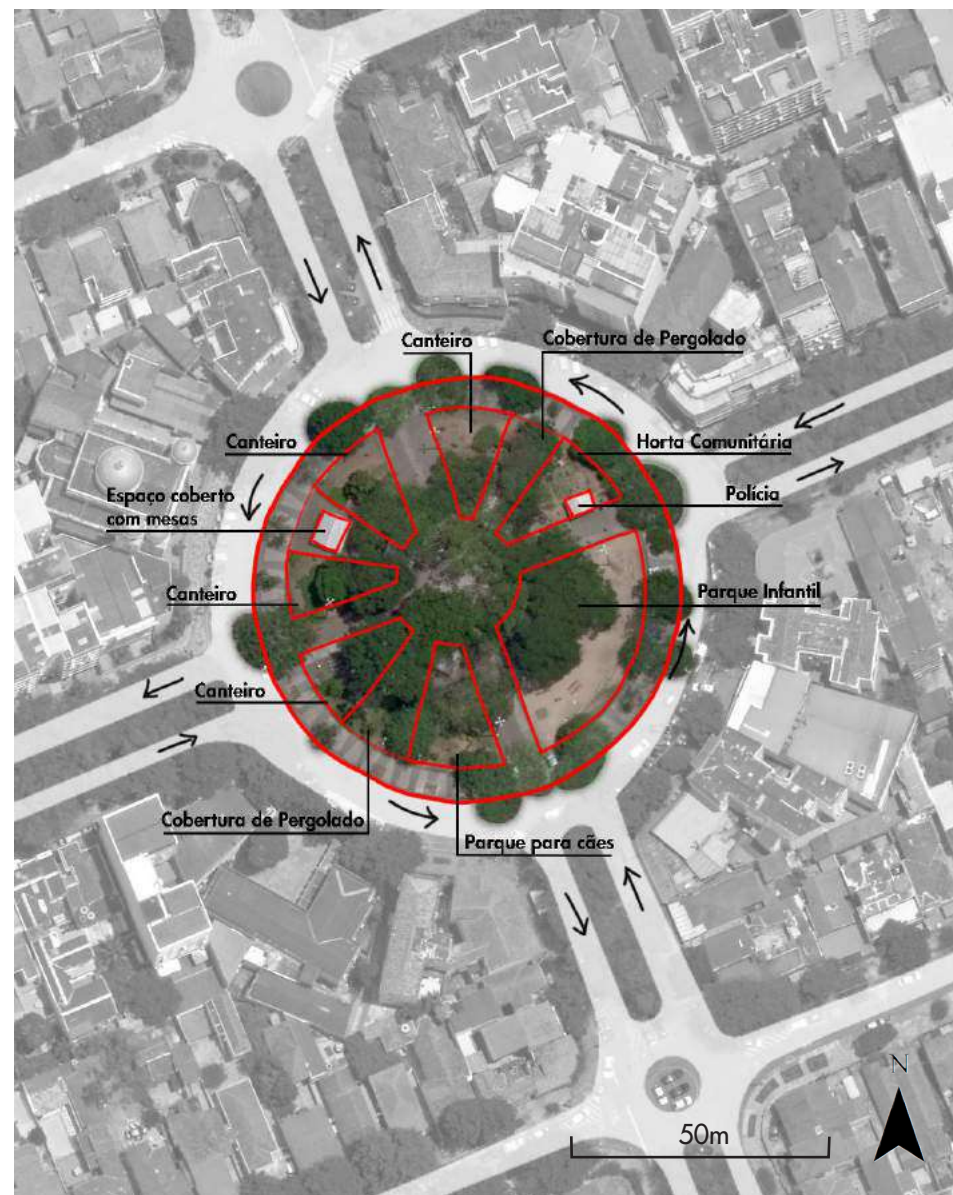 Canteiro
Cobertura de Pergolado
Canteiro
Horta Comunitária
Espaço coberto
com mesas
Polícia
Canteiro
Parque Infantil
Canteiro
Cobertura de Pergolado
Parque para cães
N
50m